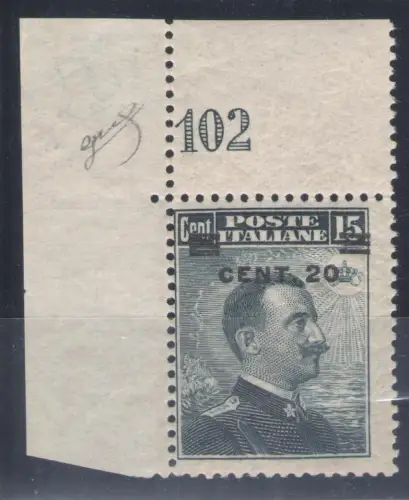 102
Cent. POSTE ITALIANE 15
CENT. 20